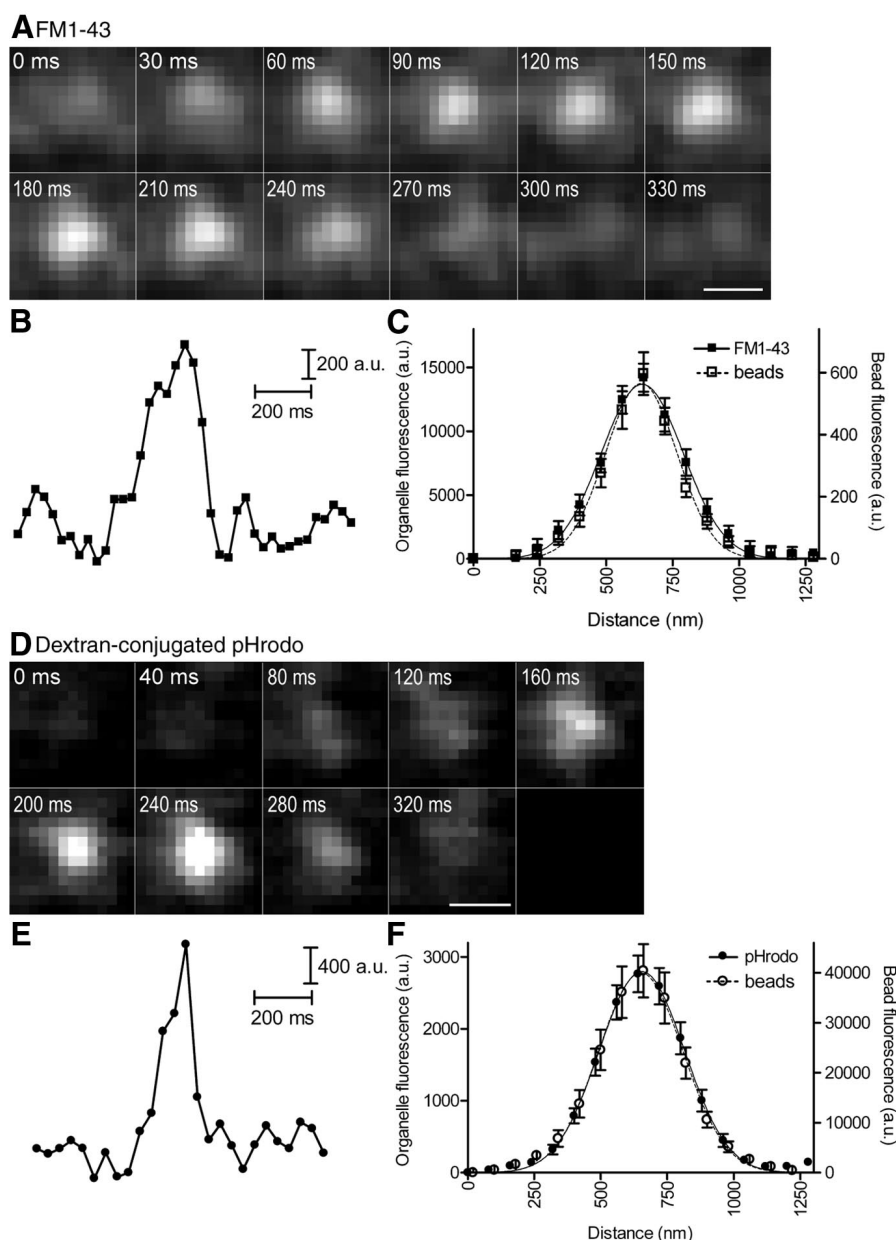 A FM1-43
0 ms 30 ms 60 ms 90 ms 120 ms 150 ms
180 ms 210 ms 240 ms 270 ms 300 ms 330 ms
B
200 a.u.
200 ms
C
FM1-43
beads
Organelle fluorescence (a.u.)
15000
10000
5000
0
Bead fluorescence (a.u.)
600
400
200
0
0 250 500 750 1000 1250
Distance (nm)
D Dextran-conjugated pHrodo
0 ms 40 ms 80 ms 120 ms 160 ms
200 ms 240 ms 280 ms 320 ms
E
400 a.u.
200 ms
F
pHrodo
beads
Organelle fluorescence (a.u.)
3000
2000
1000
0
Bead fluorescence (a.u.)
40000
30000
20000
10000
0
0 250 500 750 1000 1250
Distance (nm)